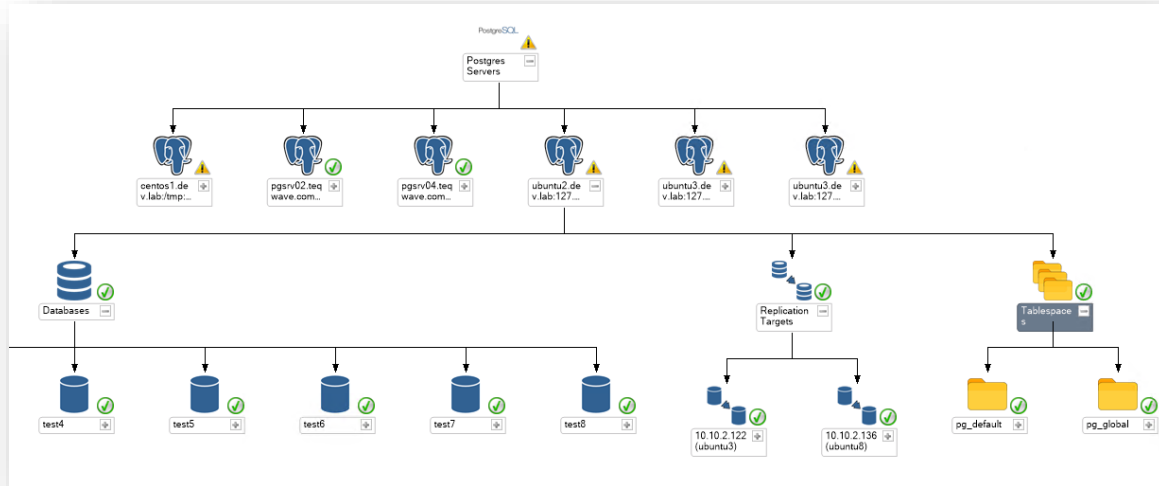 PostgreSQL
Postgres
Servers
centos1.de
v.lab:/tmp:...
pgsrv02.teq
wave.com...
pgsrv04.teq
wave.com...
ubuntu2.de
v.lab:127....
ubuntu3.de
v.lab:127....
ubuntu3.de
v.lab:127....
Databases
Replication
Targets
Tablespace
s
test4
test5
test6
test7
test8
10.10.2.122
(ubuntu3)
10.10.2.136
(ubuntu8)
pg_default
pg_global